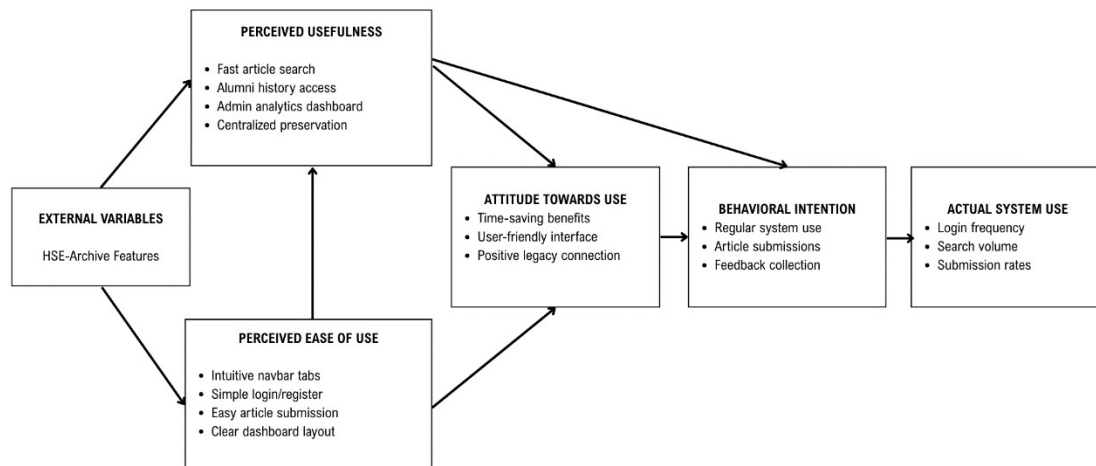 PERCEIVED USEFULNESS
• Fast article search
• Alumni history access
• Admin analytics dashboard
• Centralized preservation
EXTERNAL VARIABLES
HSE-Archive Features
PERCEIVED EASE OF USE
• Intuitive navbar tabs
• Simple login/register
• Easy article submission
• Clear dashboard layout
ATTITUDE TOWARDS USE
• Time-saving benefits
• User-friendly interface
• Positive legacy connection
BEHAVIORAL INTENTION
• Regular system use
• Article submissions
• Feedback collection
ACTUAL SYSTEM USE
• Login frequency
• Search volume
• Submission rates